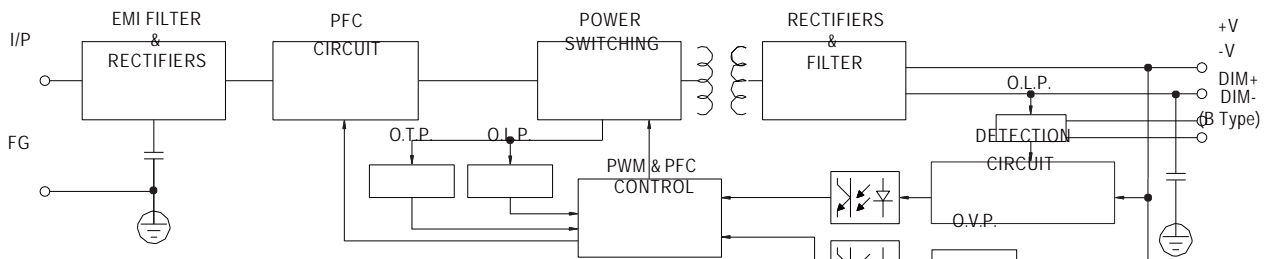 EMI FILTER
&
RECTIFIERS
PFC
CIRCUIT
POWER
SWITCHING
RECTIFIERS
&
FILTER
+V
-V
I/P
DIM+
DIM-
(B Type)
O.L.P.
FG
O.T.P.
O.L.P.
DETECTION
CIRCUIT
PWM & PFC
CONTROL
O.V.P.